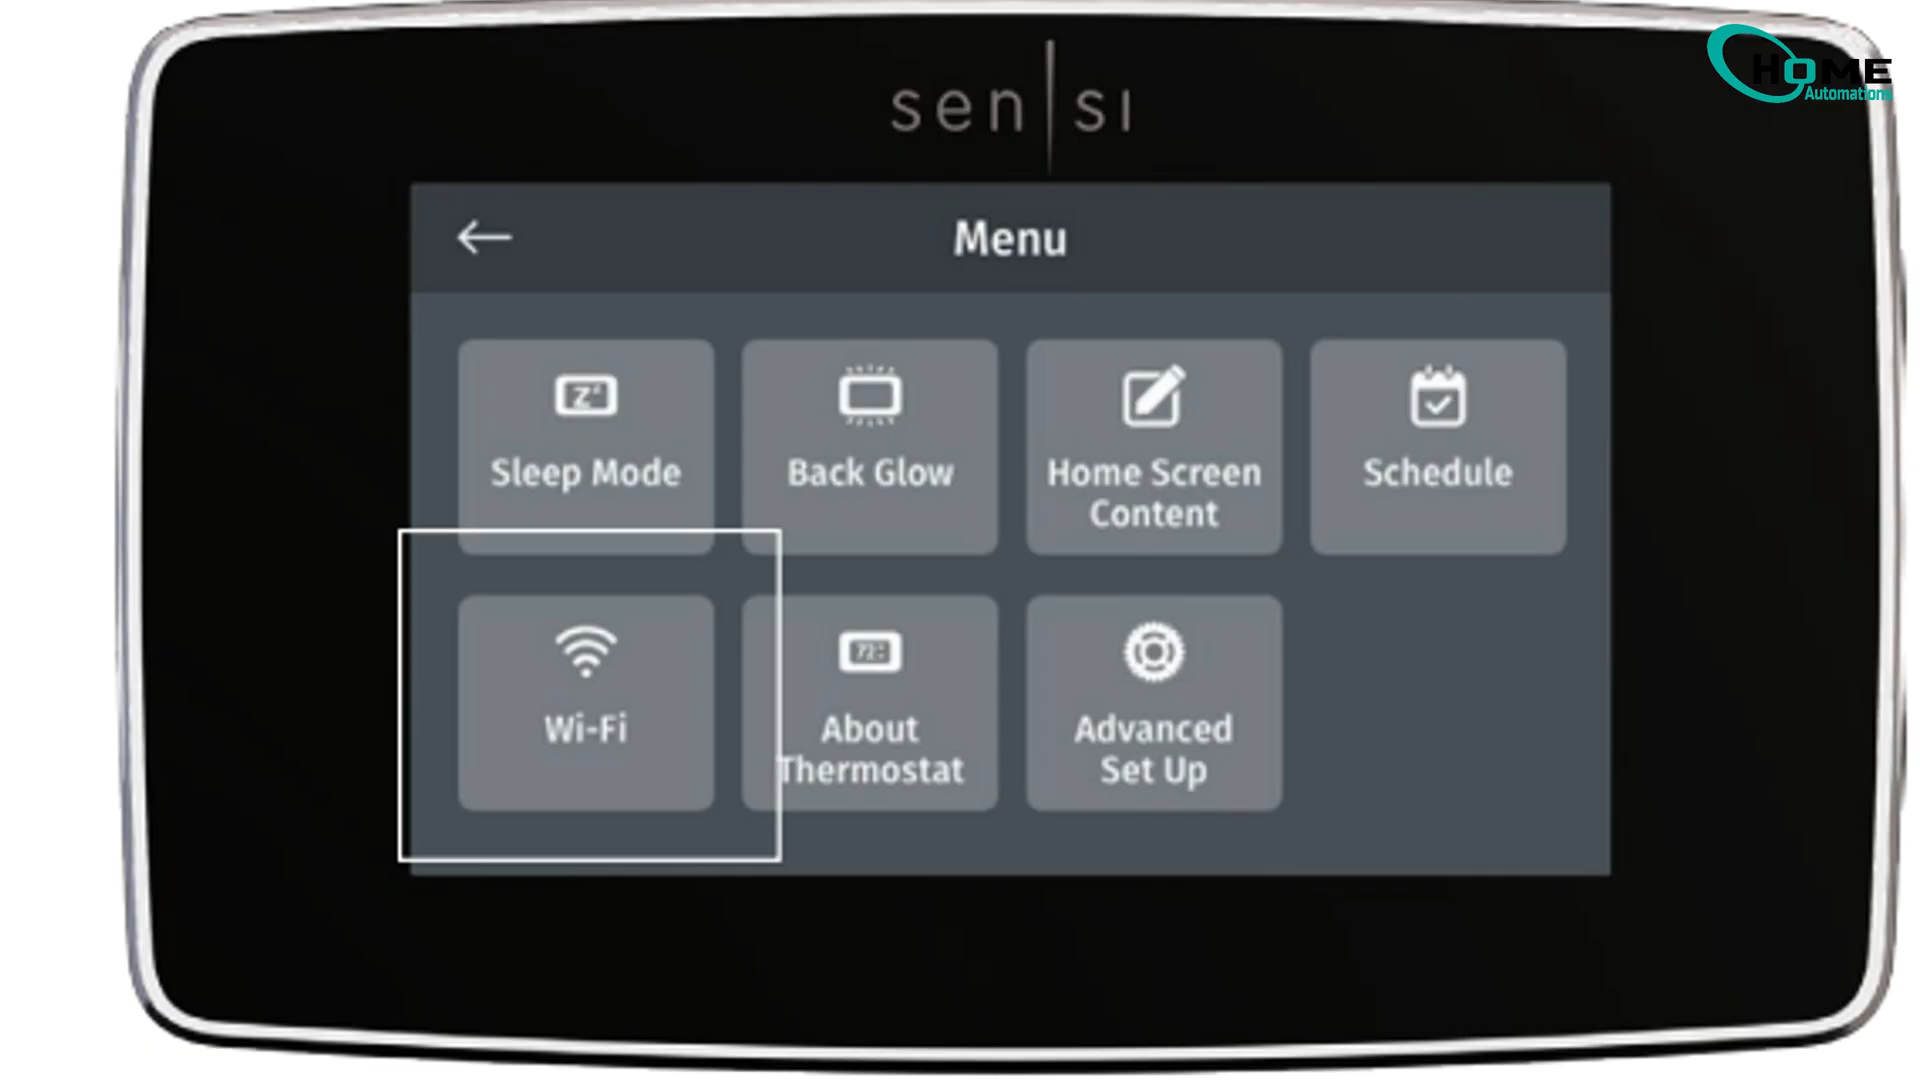 HOME
Automations
sen|si
Menu
Sleep Mode
Back Glow
Home Screen
Content
Schedule
Wi-Fi
About
Thermostat
Advanced
Set Up